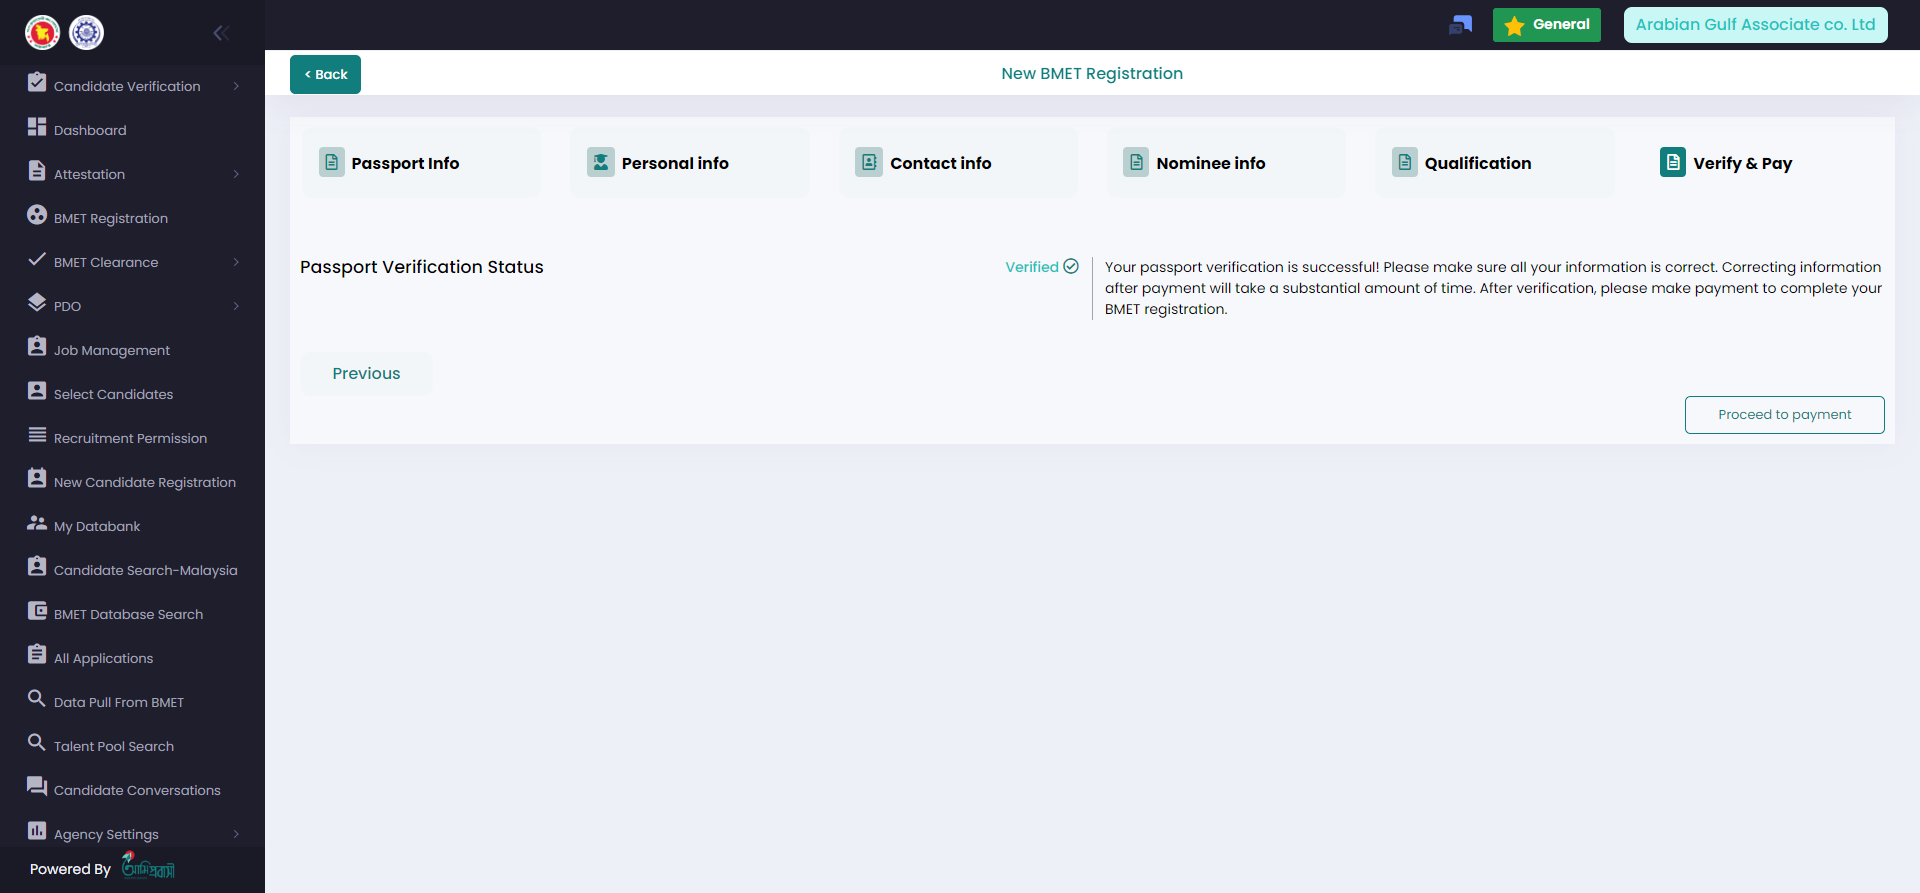 General
Arabian Gulf Associate co. Ltd
< Back
New BMET Registration
Candidate Verification
Dashboard
Attestation
BMET Registration
BMET Clearance
PDO
Job Management
Select Candidates
Recruitment Permission
New Candidate Registration
My Databank
Candidate Search-Malaysia
BMET Database Search
All Applications
Data Pull From BMET
Talent Pool Search
Candidate Conversations
Agency Settings
Powered By
আমি প্রবাসী
Passport Info
Personal info
Contact info
Nominee info
Qualification
Verify & Pay
Passport Verification Status
Verified
Your passport verification is successful! Please make sure all your information is correct. Correcting information
after payment will take a substantial amount of time. After verification, please make payment to complete your
BMET registration.
Previous
Proceed to payment